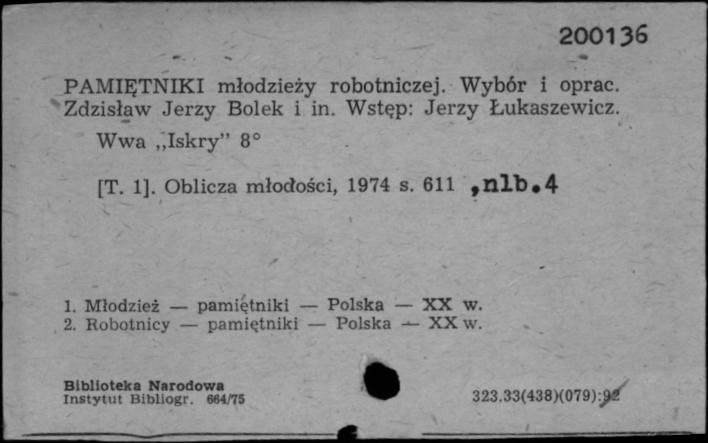 200136
PAMIĘTNIKI młodzieży robotniczej. Wybór i oprac.
Zdzisław Jerzy Bolek i in. Wstęp: Jerzy Łukaszewicz.
Wwa „Iskry” 8°
[T. 1]. Oblicza młodości, 1974 s. 611 ,nlb.4
1. Młodzież — pamiętniki — Polska — XX w.
2. Robotnicy — pamiętniki — Polska — XX w.
Biblioteka Narodowa
Instytut Bibliogr. 664/75
323.33(438)(079):92